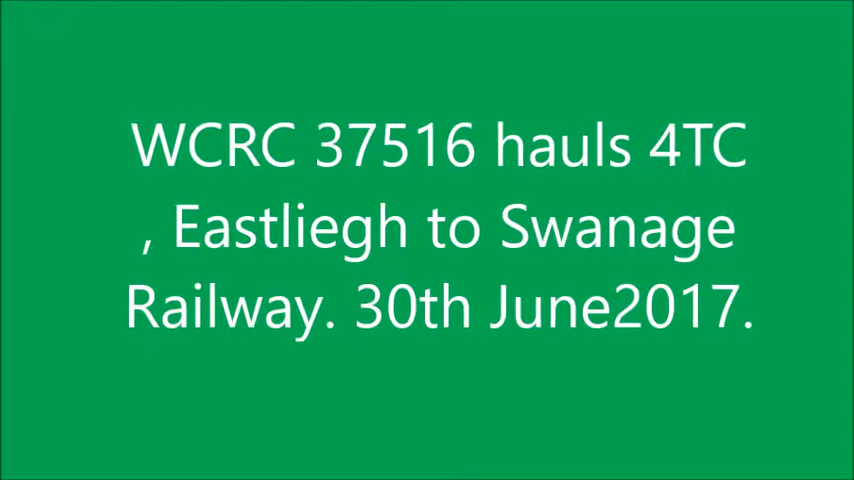 WCRC 37516 hauls 4TC
, Eastliegh to Swanage
Railway. 30th June2017.